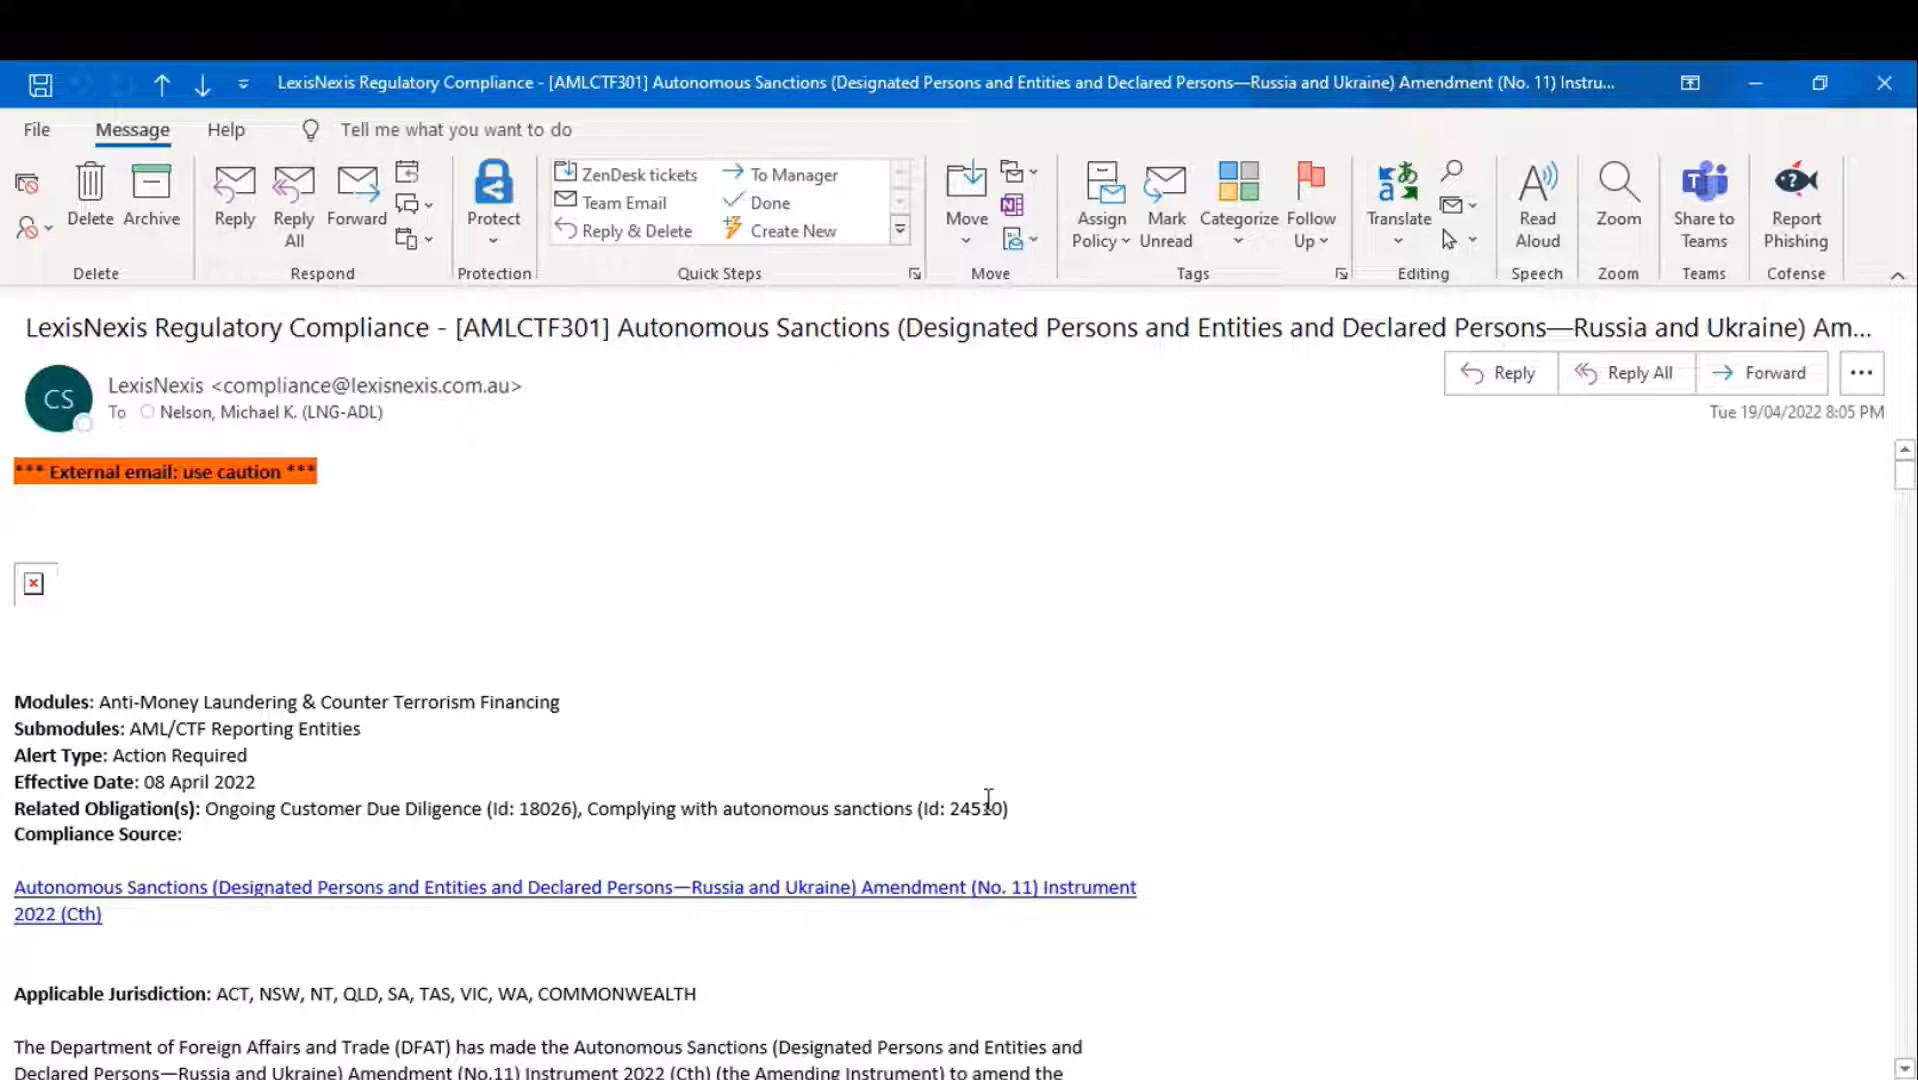 LexisNexis Regulatory Compliance - [AMLCTF301] Autonomous Sanctions (Designated Persons and Entities and Declared Persons—Russia and Ukraine) Amendment (No. 11) Instru...
File Message Help Tell me what you want to do
Delete Archive
Reply Reply All Forward
Protect
ZenDesk tickets To Manager
Team Email Done
Reply & Delete Create New
Move
Assign Policy Mark Unread Categorize Follow Up
Translate
Read Aloud
Zoom
Share to Teams
Report Phishing
Delete Respond Protection Quick Steps Move Tags Editing Speech Zoom Teams Cofense
LexisNexis Regulatory Compliance - [AMLCTF301] Autonomous Sanctions (Designated Persons and Entities and Declared Persons—Russia and Ukraine) Am...
CS
LexisNexis <compliance@lexisnexis.com.au>
To Nelson, Michael K. (LNG-ADL)
Reply Reply All Forward
Tue 19/04/2022 8:05 PM
*** External email: use caution ***
Modules: Anti-Money Laundering & Counter Terrorism Financing
Submodules: AML/CTF Reporting Entities
Alert Type: Action Required
Effective Date: 08 April 2022
Related Obligation(s): Ongoing Customer Due Diligence (Id: 18026), Complying with autonomous sanctions (Id: 24510)
Compliance Source:
Autonomous Sanctions (Designated Persons and Entities and Declared Persons—Russia and Ukraine) Amendment (No. 11) Instrument
2022 (Cth)
Applicable Jurisdiction: ACT, NSW, NT, QLD, SA, TAS, VIC, WA, COMMONWEALTH
The Department of Foreign Affairs and Trade (DFAT) has made the Autonomous Sanctions (Designated Persons and Entities and
Declared Persons—Russia and Ukraine) Amendment (No.11) Instrument 2022 (Cth) (the Amending Instrument) to amend the